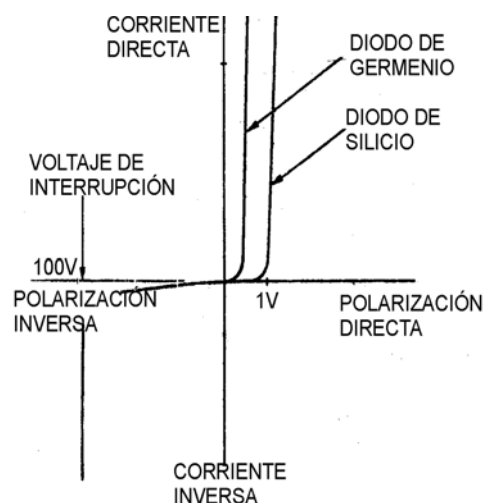 CORRIENTE
DIRECTA
DIODO DE
GERMENIO
DIODO DE
SILICIO
VOLTAJE DE
INTERRUPCIÓN
100V
POLARIZACIÓN
INVERSA
1V
POLARIZACIÓN
DIRECTA
CORRIENTE
INVERSA